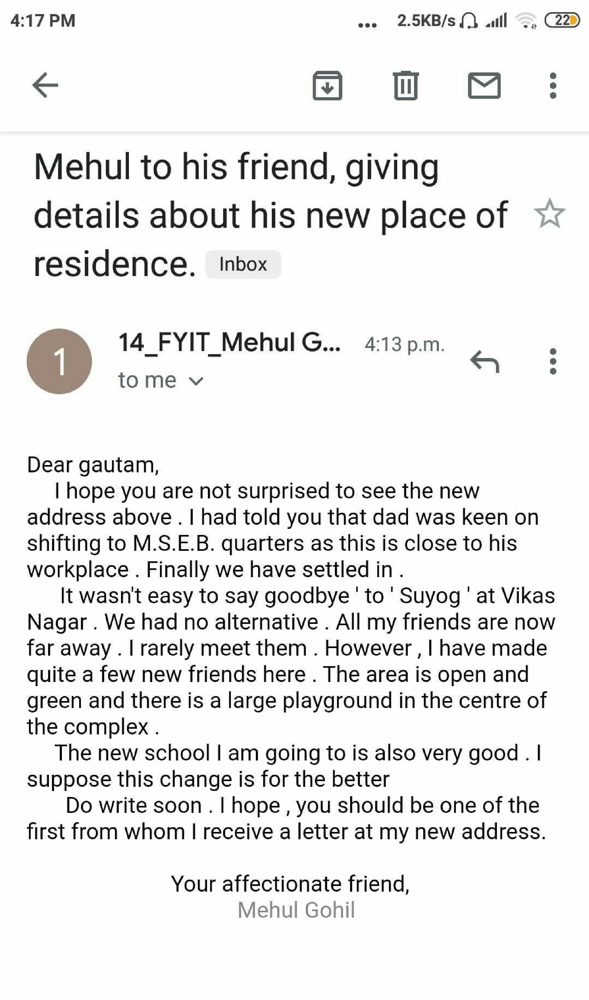 4:17 PM ... 2.5KB/s 22
Mehul to his friend, giving
details about his new place of
residence. Inbox
1 14_FYIT_Mehul G... 4:13 p.m.
to me
Dear gautam,
I hope you are not surprised to see the new
address above . I had told you that dad was keen on
shifting to M.S.E.B. quarters as this is close to his
workplace . Finally we have settled in .
It wasn't easy to say goodbye ' to ' Suyog ' at Vikas
Nagar . We had no alternative . All my friends are now
far away . I rarely meet them . However , I have made
quite a few new friends here . The area is open and
green and there is a large playground in the centre of
the complex .
The new school I am going to is also very good . I
suppose this change is for the better
Do write soon . I hope , you should be one of the
first from whom I receive a letter at my new address.
Your affectionate friend,
Mehul Gohil